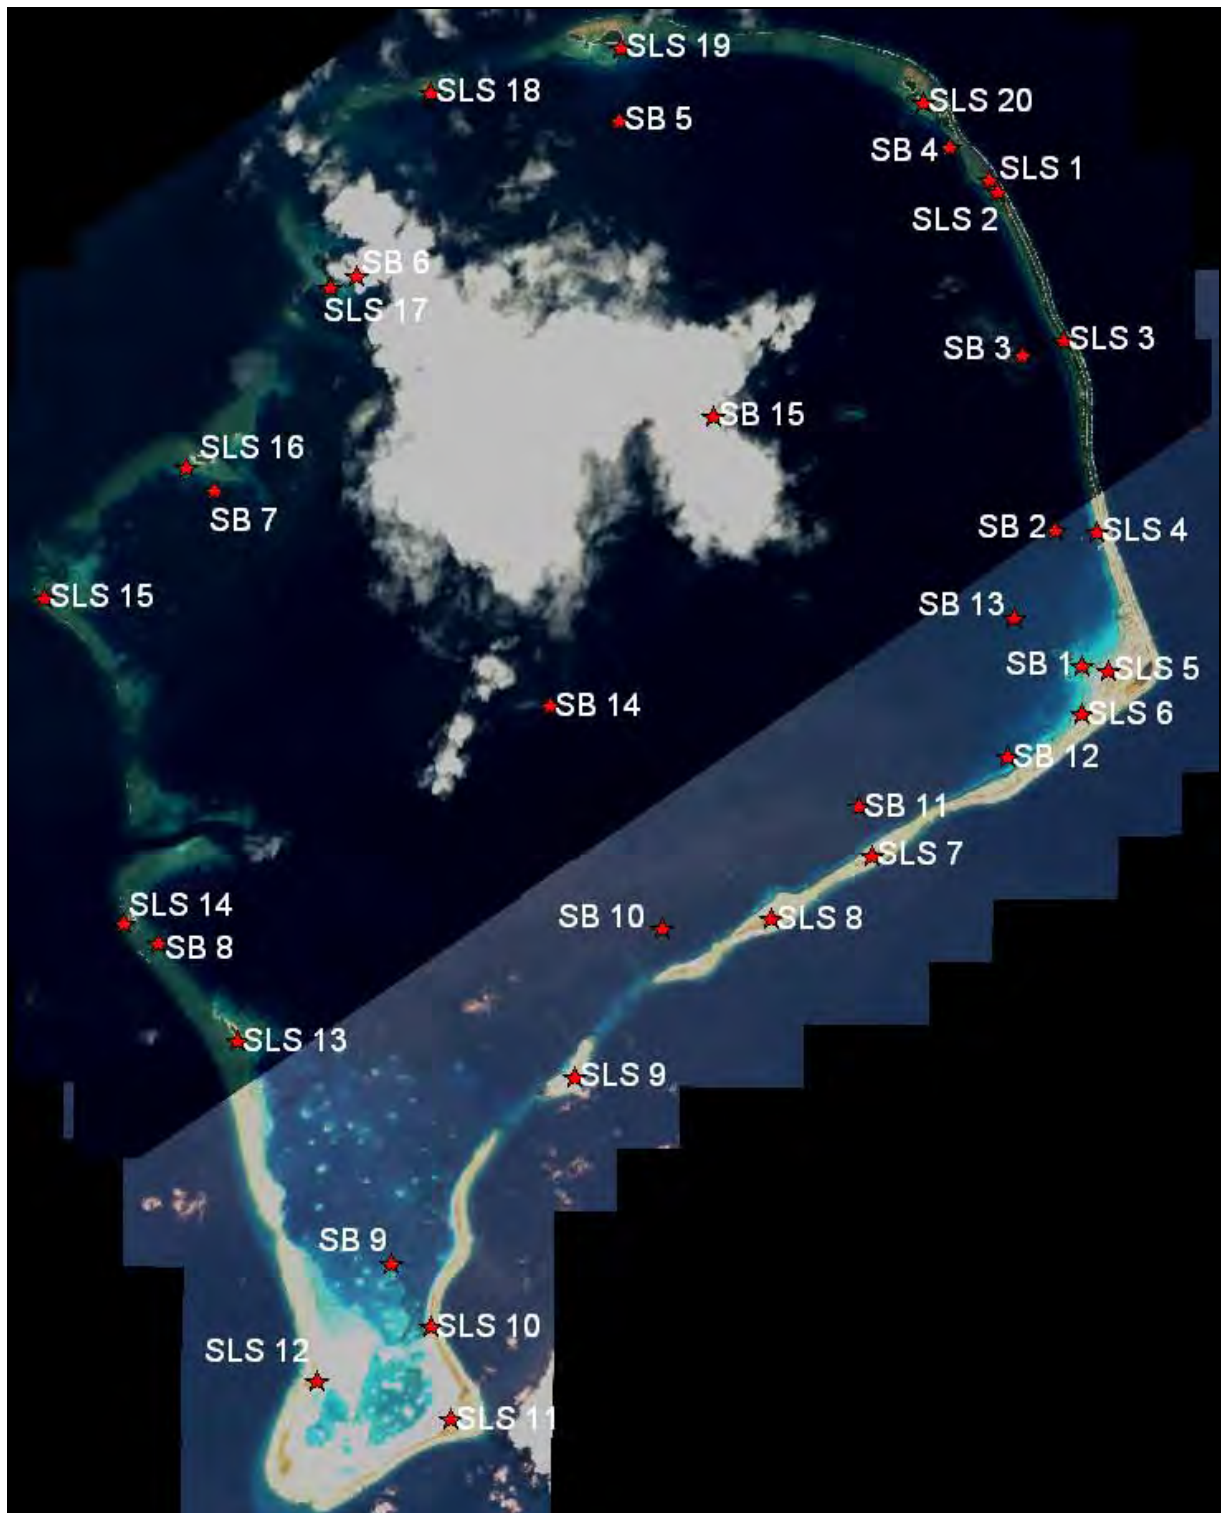 SLS 19
SLS 18
SLS 20
SB 5
SB 4
SLS 1
SLS 2
SB 6
SLS 17
SLS 3
SB 3
SB 15
SLS 16
SB 7
SB 2
SLS 4
SLS 15
SB 13
SB 1
SLS 5
SB 14
SLS 6
SB 12
SB 11
SLS 7
SLS 14
SB 10
SLS 8
SB 8
SLS 13
SLS 9
SB 9
SLS 10
SLS 12
SLS 11